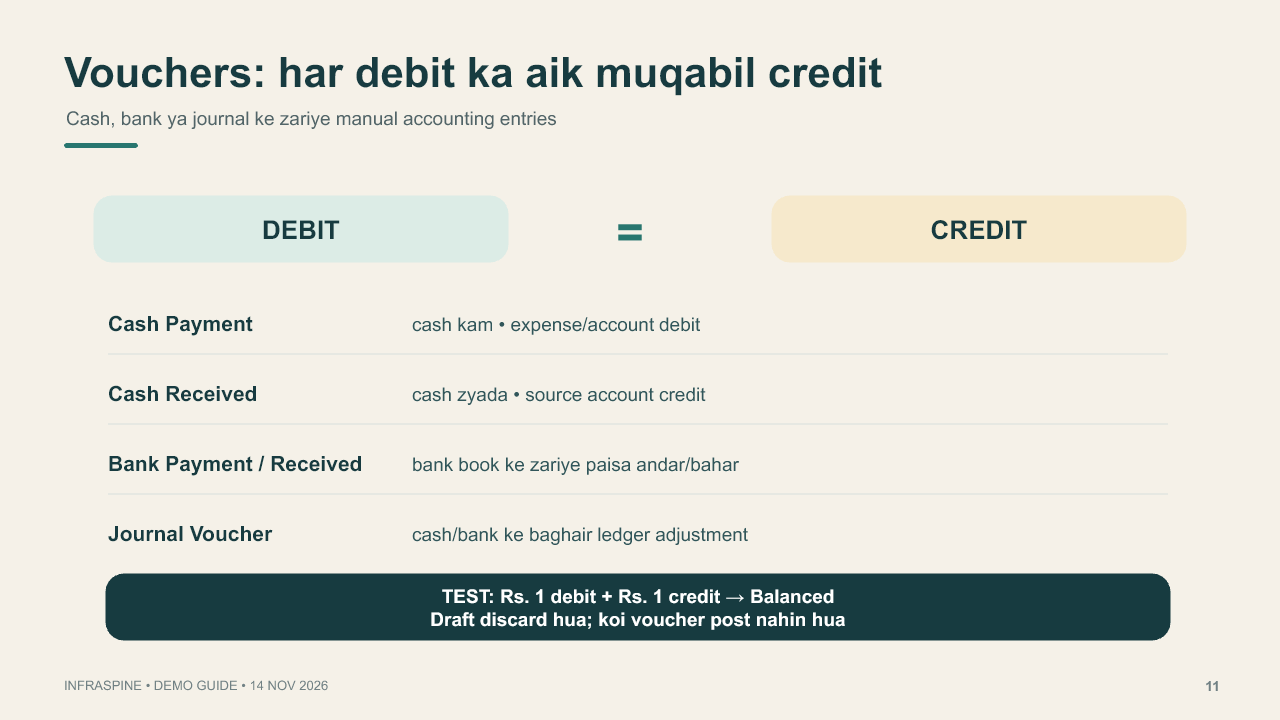 Vouchers: har debit ka aik muqabil credit
Cash, bank ya journal ke zariye manual accounting entries
DEBIT = CREDIT
Cash Payment cash kam • expense/account debit
Cash Received cash zyada • source account credit
Bank Payment / Received bank book ke zariye paisa andar/bahar
Journal Voucher cash/bank ke baghair ledger adjustment
TEST: Rs. 1 debit + Rs. 1 credit → Balanced
Draft discard hua; koi voucher post nahin hua
INFRASPINE • DEMO GUIDE • 14 NOV 2026 11